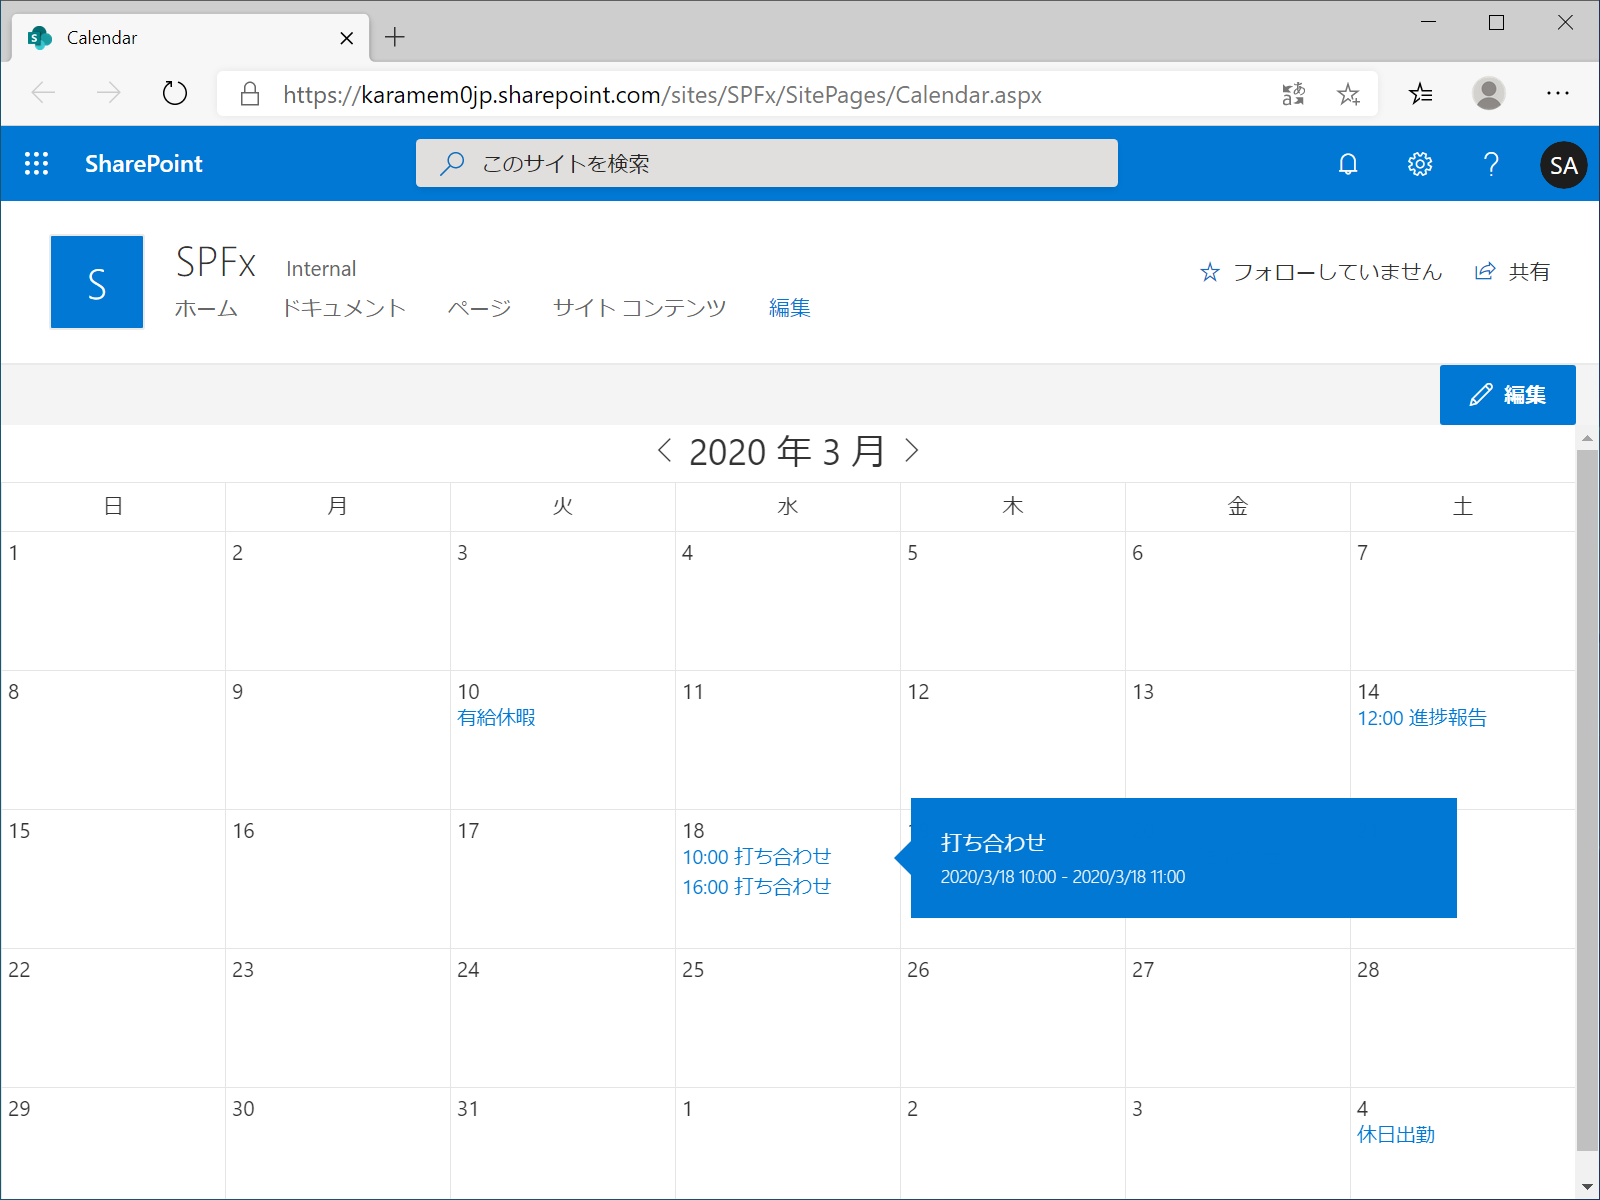 Calendar
https://karamem0jp.sharepoint.com/sites/SPFx/SitePages/Calendar.aspx
SharePoint
このサイトを検索
SA
S
SPFx Internal
ホーム ドキュメント ページ サイト コンテンツ 編集
フォローしていません 共有
編集
2020 年 3 月
日 月 火 水 木 金 土
1 2 3 4 5 6 7
8 9 10 11 12 13 14
有給休暇 12:00 進捗報告
15 16 17 18
10:00 打ち合わせ
16:00 打ち合わせ
打ち合わせ
2020/3/18 10:00 - 2020/3/18 11:00
22 23 24 25 26 27 28
29 30 31 1 2 3 4
休日出勤